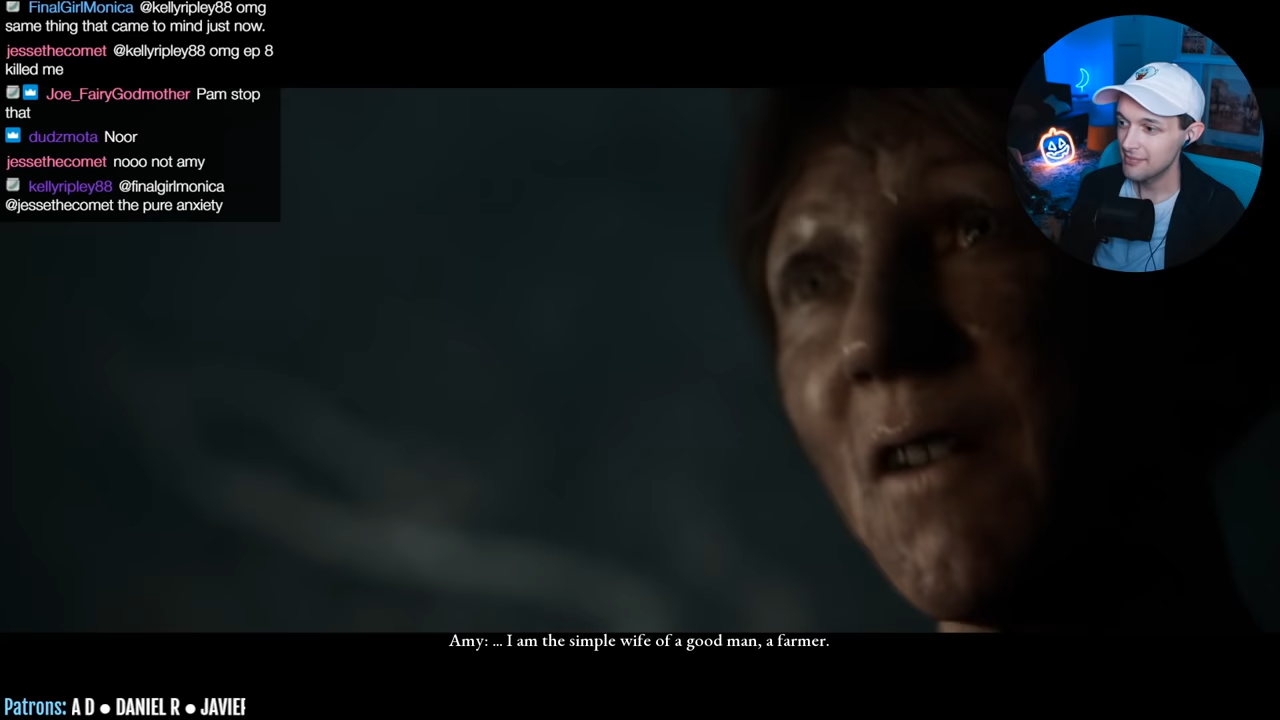 FinalGirlMonica @kellyripley88 omg
same thing that came to mind just now.
jessethecomet @kellyripley88 omg ep 8
killed me
Joe_FairyGodmother Pam stop
that
dudzmota Noor
jessethecomet nooo not amy
kellyripley88 @finalgirlmonica
@jessethecomet the pure anxiety
Amy: ... I am the simple wife of a good man, a farmer.
Patrons: A D ● DANIEL R ● JAVIER